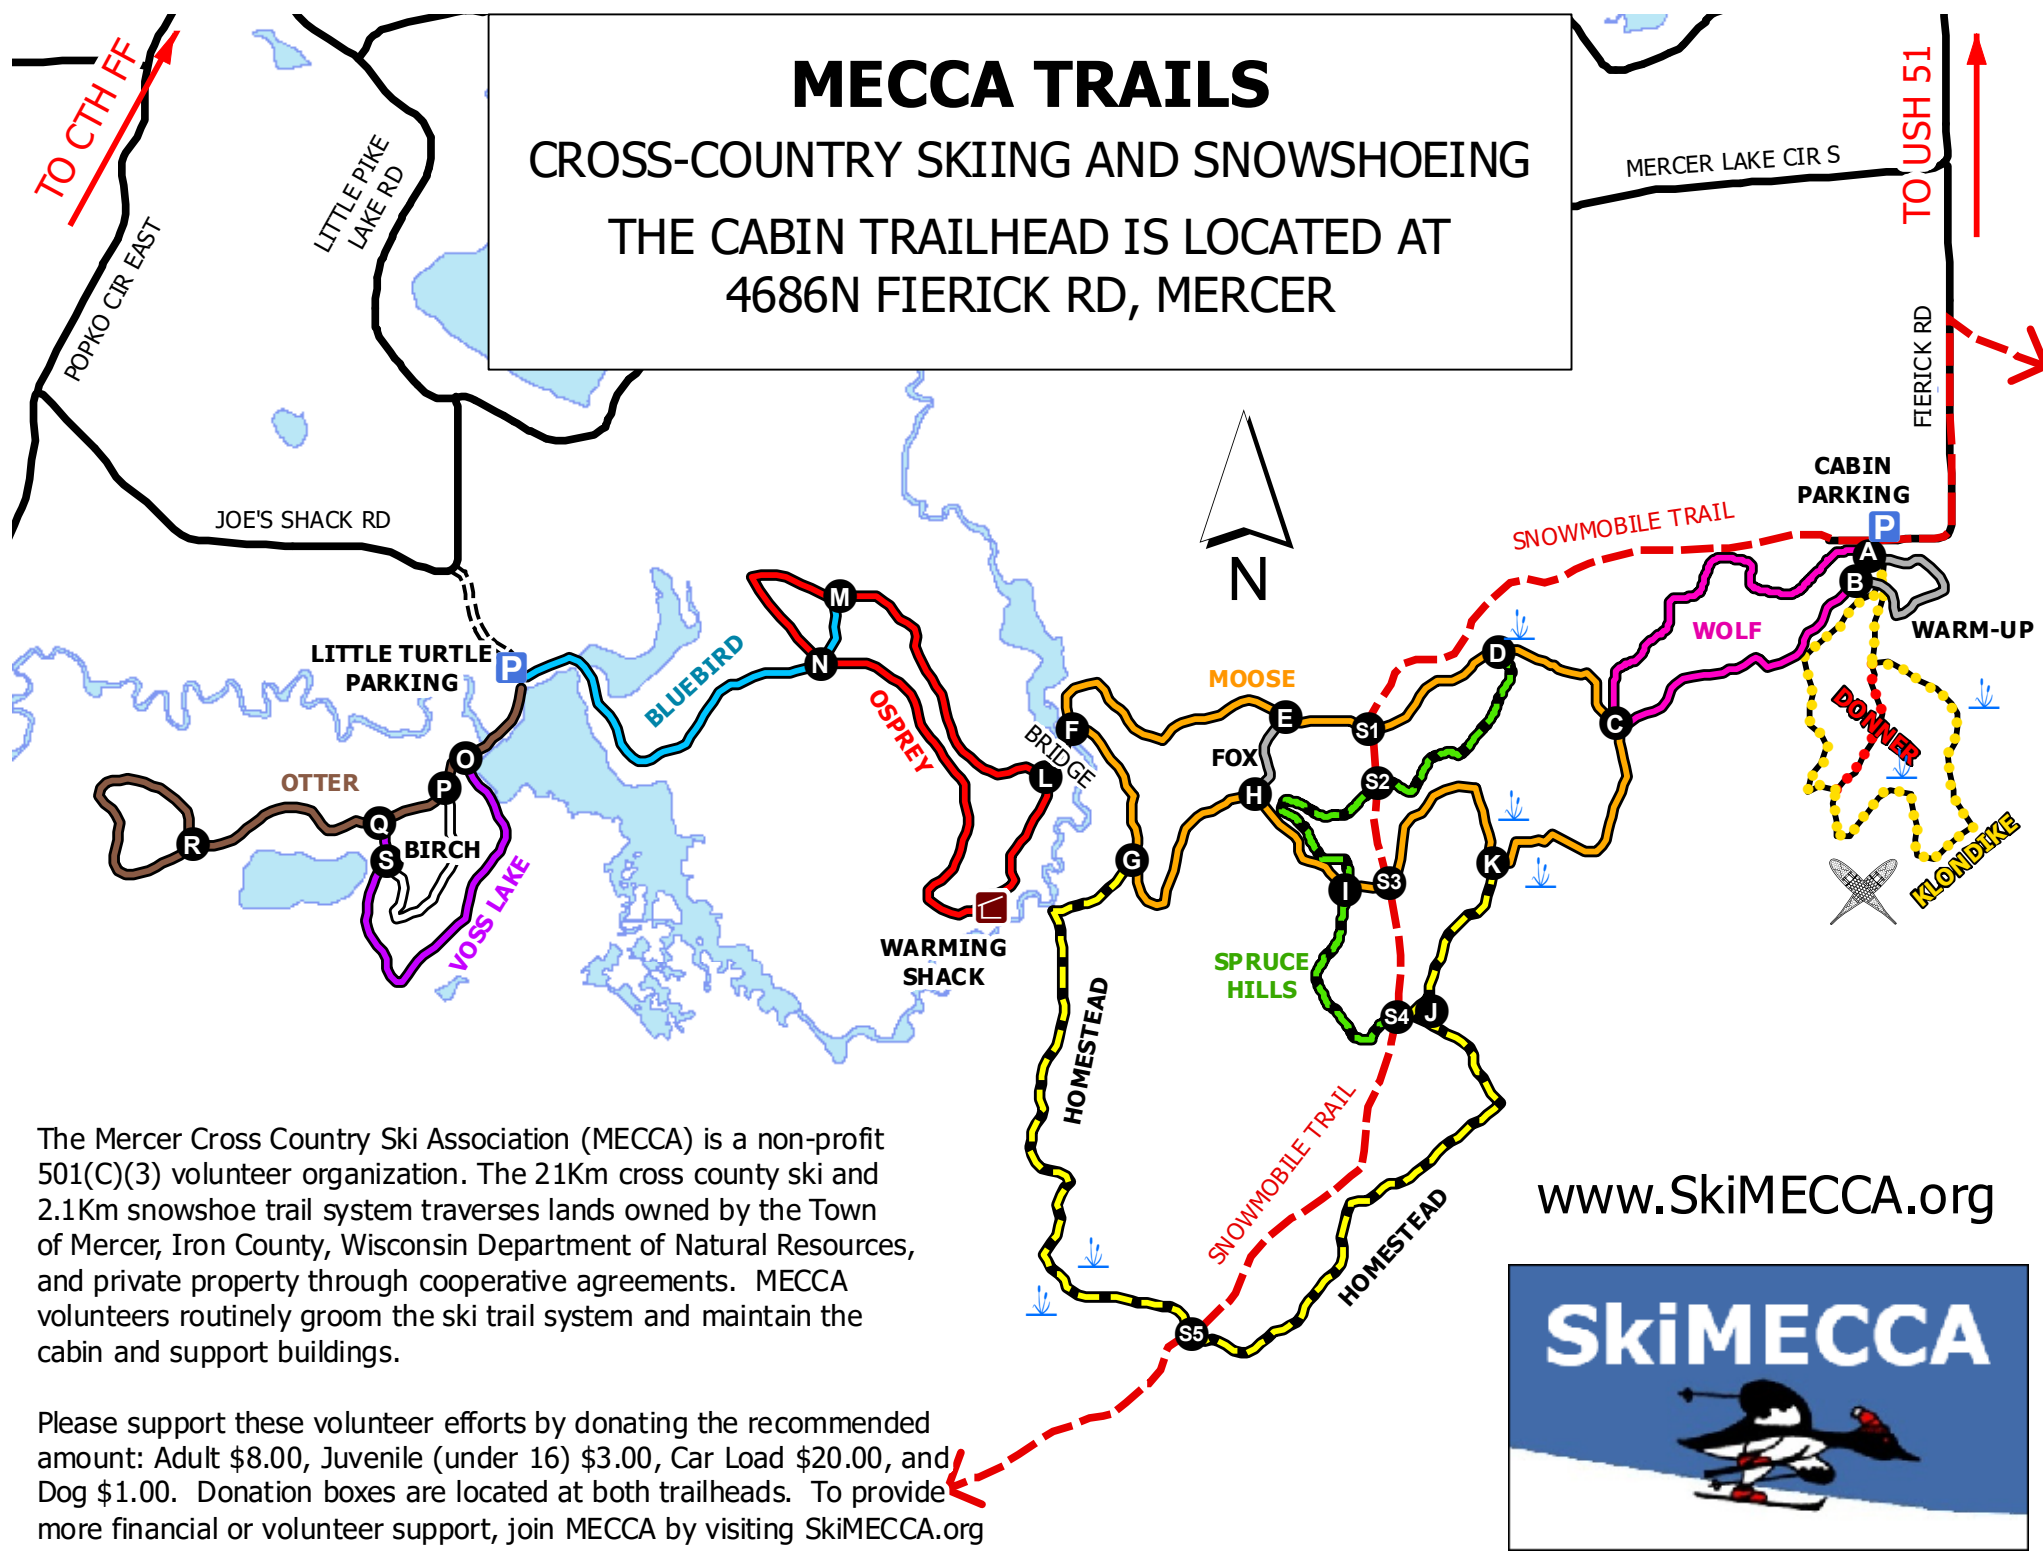 MECCA TRAILS
CROSS-COUNTRY SKIING AND SNOWSHOEING
THE CABIN TRAILHEAD IS LOCATED AT
4686N FIERICK RD, MERCER
TO CTH FF
POPKO CIR EAST
LITTLE PIKE
LAKE RD
JOE'S SHACK RD
MERCER LAKE CIR S
TO USH 51
FIERICK RD
CABIN
PARKING
P
SNOWMOBILE TRAIL
N
A
B
WARM-UP
WOLF
DONNER
KLONDIKE
C
D
MOOSE
E
S1
F
BRIDGE
FOX
S2
H
G
I
S3
K
SPRUCE
HILLS
S4
J
HOMESTEAD
SNOWMOBILE TRAIL
HOMESTEAD
S5
LITTLE TURTLE
PARKING
P
BLUEBIRD
M
N
OSPREY
L
WARMING
SHACK
OTTER
O
P
Q
R
S
BIRCH
VOSS LAKE
The Mercer Cross Country Ski Association (MECCA) is a non-profit
501(C)(3) volunteer organization. The 21Km cross county ski and
2.1Km snowshoe trail system traverses lands owned by the Town
of Mercer, Iron County, Wisconsin Department of Natural Resources,
and private property through cooperative agreements. MECCA
volunteers routinely groom the ski trail system and maintain the
cabin and support buildings.
Please support these volunteer efforts by donating the recommended
amount: Adult $8.00, Juvenile (under 16) $3.00, Car Load $20.00, and
Dog $1.00. Donation boxes are located at both trailheads. To provide
more financial or volunteer support, join MECCA by visiting SkiMECCA.org
www.SkiMECCA.org
SkiMECCA